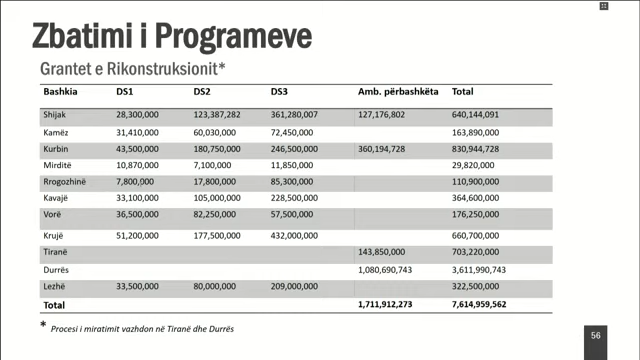 Zbatimi i Programeve
Grantet e Rikonstruksionit*
Bashkia DS1 DS2 DS3 Amb. përbashkëta Total
Shijak 28,300,000 123,387,282 361,280,007 127,176,802 640,144,091
Kamëz 31,410,000 60,030,000 72,450,000 163,890,000
Kurbin 43,500,000 180,750,000 246,500,000 360,194,728 830,944,728
Mirditë 10,870,000 7,100,000 11,850,000 29,820,000
Rrogozhinë 7,800,000 17,800,000 85,300,000 110,900,000
Kavajë 33,100,000 105,000,000 228,500,000 364,600,000
Vorë 36,500,000 82,250,000 57,500,000 176,250,000
Krujë 51,200,000 177,500,000 432,000,000 660,700,000
Tiranë 143,850,000 703,220,000
Durrës 1,080,690,743 3,611,990,743
Lezhë 33,500,000 80,000,000 209,000,000 322,500,000
Total 1,711,912,273 7,614,959,562
* Procesi i miratimit vazhdon në Tiranë dhe Durrës
56